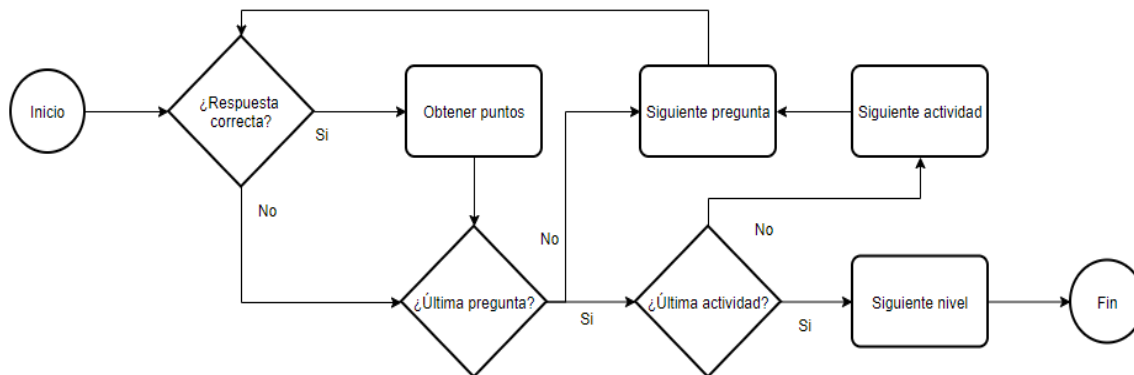 Inicio
¿Respuesta
correcta?
Si
Obtener puntos
Siguiente pregunta
Siguiente actividad
No
¿Última pregunta?
No
Si
¿Última actividad?
No
Si
Siguiente nivel
Fin